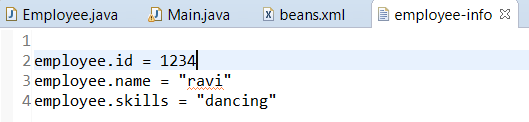 Employee.java Main.java beans.xml employee-info
1
2 employee.id = 1234
3 employee.name = "ravi"
4 employee.skills = "dancing"